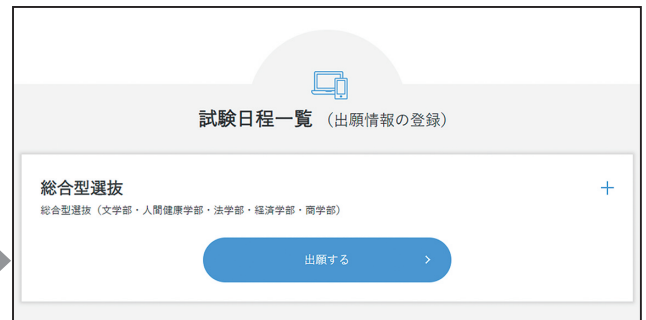 試験日程一覧 （出願情報の登録）
総合型選抜
総合型選抜（文学部・人間健康学部・法学部・経済学部・商学部）
出願する